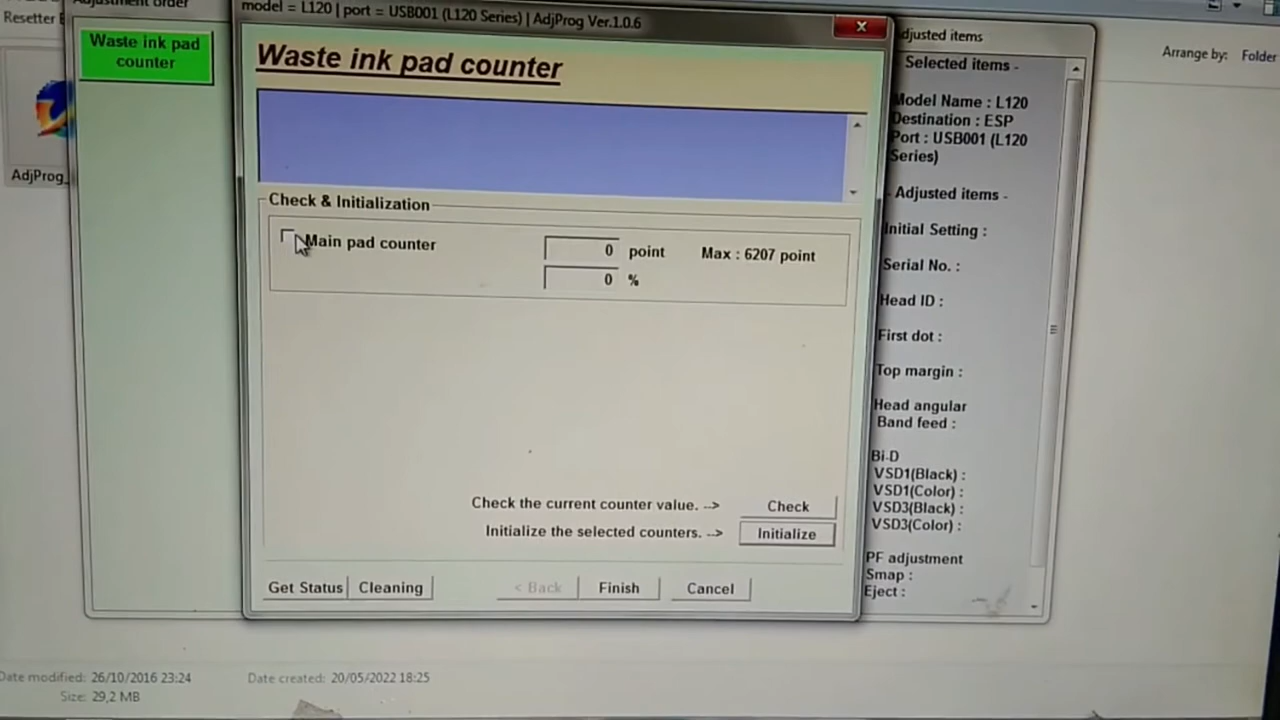 model = L120 | port = USB001 (L120 Series) | AdjProg Ver.1.0.6
Resetter
Waste ink pad
counter
AdjProg_
Waste ink pad counter
Check & Initialization
Main pad counter
0 point Max : 6207 point
0 %
Check the current counter value. --> Check
Initialize the selected counters. --> Initialize
Get Status Cleaning < Back Finish Cancel
djusted items
Selected items -
Model Name : L120
Destination : ESP
Port : USB001 (L120
Series)
- Adjusted items -
Initial Setting :
Serial No. :
Head ID :
First dot :
Top margin :
Head angular
Band feed :
Bi-D
VSD1(Black) :
VSD1(Color) :
VSD3(Black) :
VSD3(Color) :
PF adjustment
Smap :
Eject :
Arrange by: Folder
Date modified: 26/10/2016 23:24 Date created: 20/05/2022 18:25
Size: 29,2 MB